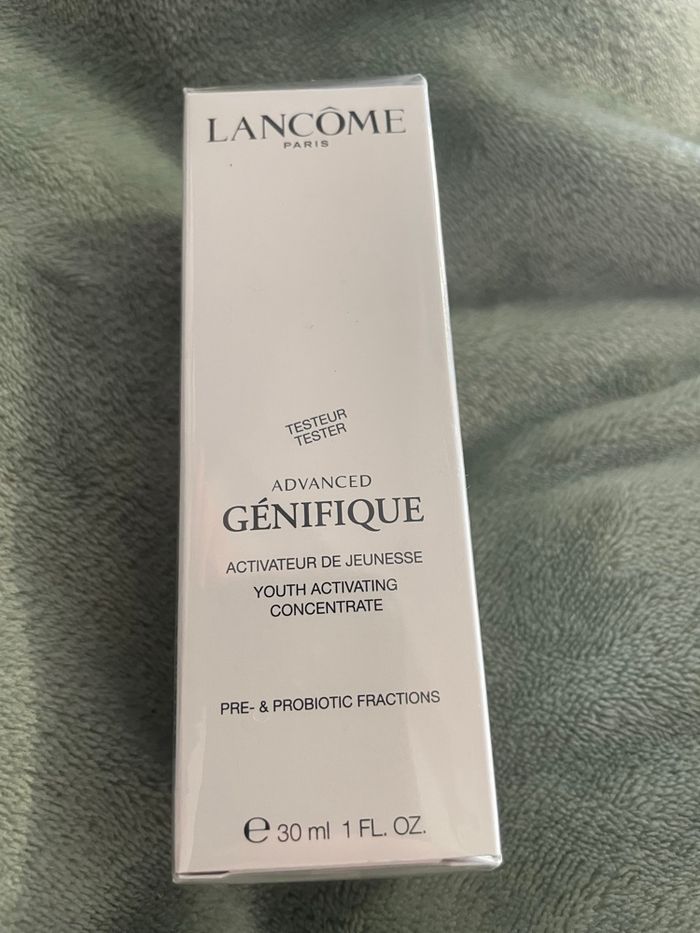 LANCÔME
PARIS
TESTEUR
TESTER
ADVANCED
GÉNIFIQUE
ACTIVATEUR DE JEUNESSE
YOUTH ACTIVATING
CONCENTRATE
PRE- & PROBIOTIC FRACTIONS
℮ 30 ml 1 FL. OZ.